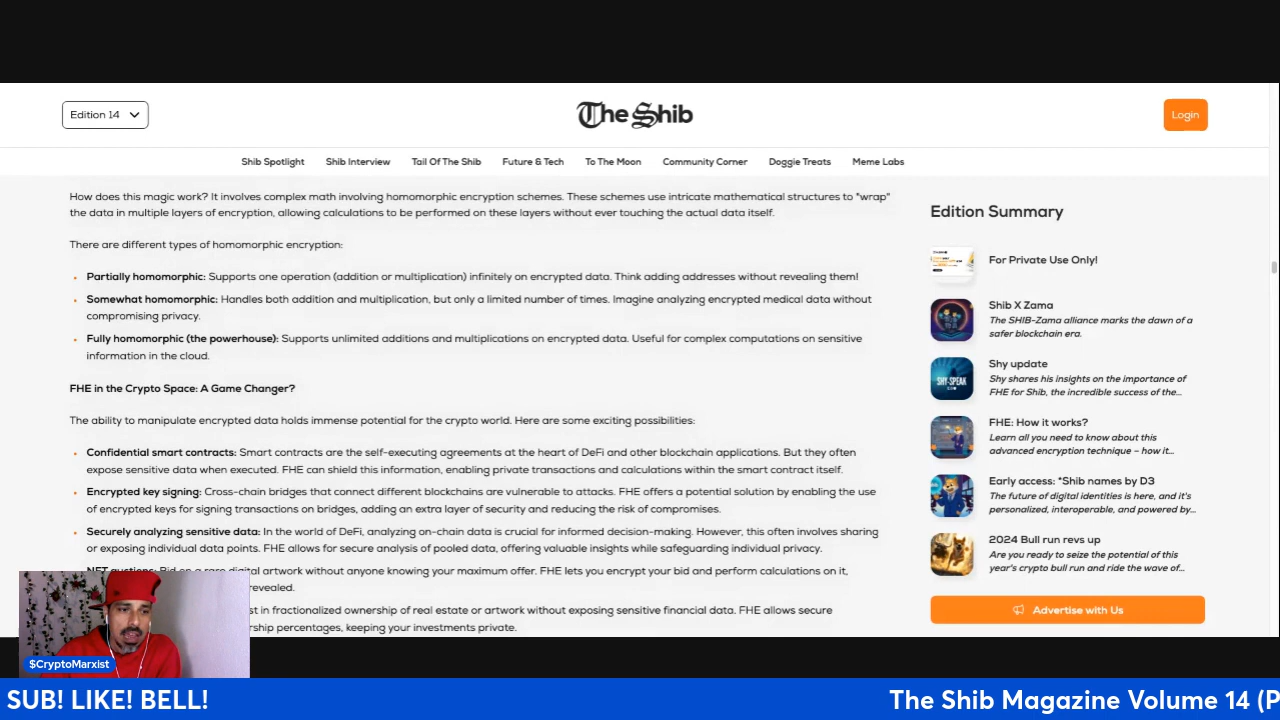 Edition 14
The Shib
Login
Shib Spotlight
Shib Interview
Tail Of The Shib
Future & Tech
To The Moon
Community Corner
Doggie Treats
Meme Labs
How does this magic work? It involves complex math involving homomorphic encryption schemes. These schemes use intricate mathematical structures to "wrap"
the data in multiple layers of encryption, allowing calculations to be performed on these layers without ever touching the actual data itself.
There are different types of homomorphic encryption:
Partially homomorphic: Supports one operation (addition or multiplication) infinitely on encrypted data. Think adding addresses without revealing them!
Somewhat homomorphic: Handles both addition and multiplication, but only a limited number of times. Imagine analyzing encrypted medical data without
compromising privacy.
Fully homomorphic (the powerhouse): Supports unlimited additions and multiplications on encrypted data. Useful for complex computations on sensitive
information in the cloud.
FHE in the Crypto Space: A Game Changer?
The ability to manipulate encrypted data holds immense potential for the crypto world. Here are some exciting possibilities:
Confidential smart contracts: Smart contracts are the self-executing agreements at the heart of DeFi and other blockchain applications. But they often
expose sensitive data when executed. FHE can shield this information, enabling private transactions and calculations within the smart contract itself.
Encrypted key signing: Cross-chain bridges that connect different blockchains are vulnerable to attacks. FHE offers a potential solution by enabling the use
of encrypted keys for signing transactions on bridges, adding an extra layer of security and reducing the risk of compromises.
Securely analyzing sensitive data: In the world of DeFi, analyzing on-chain data is crucial for informed decision-making. However, this often involves sharing
or exposing individual data points. FHE allows for secure analysis of pooled data, offering valuable insights while safeguarding individual privacy.
NFT auctions: Bid on a rare digital artwork without anyone knowing your maximum offer. FHE lets you encrypt your bid and perform calculations on it,
revealed.
in fractionalized ownership of real estate or artwork without exposing sensitive financial data. FHE allows secure
percentages, keeping your investments private.
Edition Summary
For Private Use Only!
Shib X Zama
The SHIB-Zama alliance marks the dawn of a
safer blockchain era.
SHY-SPEAK
Shy update
Shy shares his insights on the importance of
FHE for Shib, the incredible success of the...
FHE: How it works?
Learn all you need to know about this
advanced encryption technique – how it...
Early access: "Shib names by D3
The future of digital identities is here, and it's
personalized, interoperable, and powered by...
2024 Bull run revs up
Are you ready to seize the potential of this
year's crypto bull run and ride the wave of...
Advertise with Us
$CryptoMarxist
SUB! LIKE! BELL!
The Shib Magazine Volume 14 (P